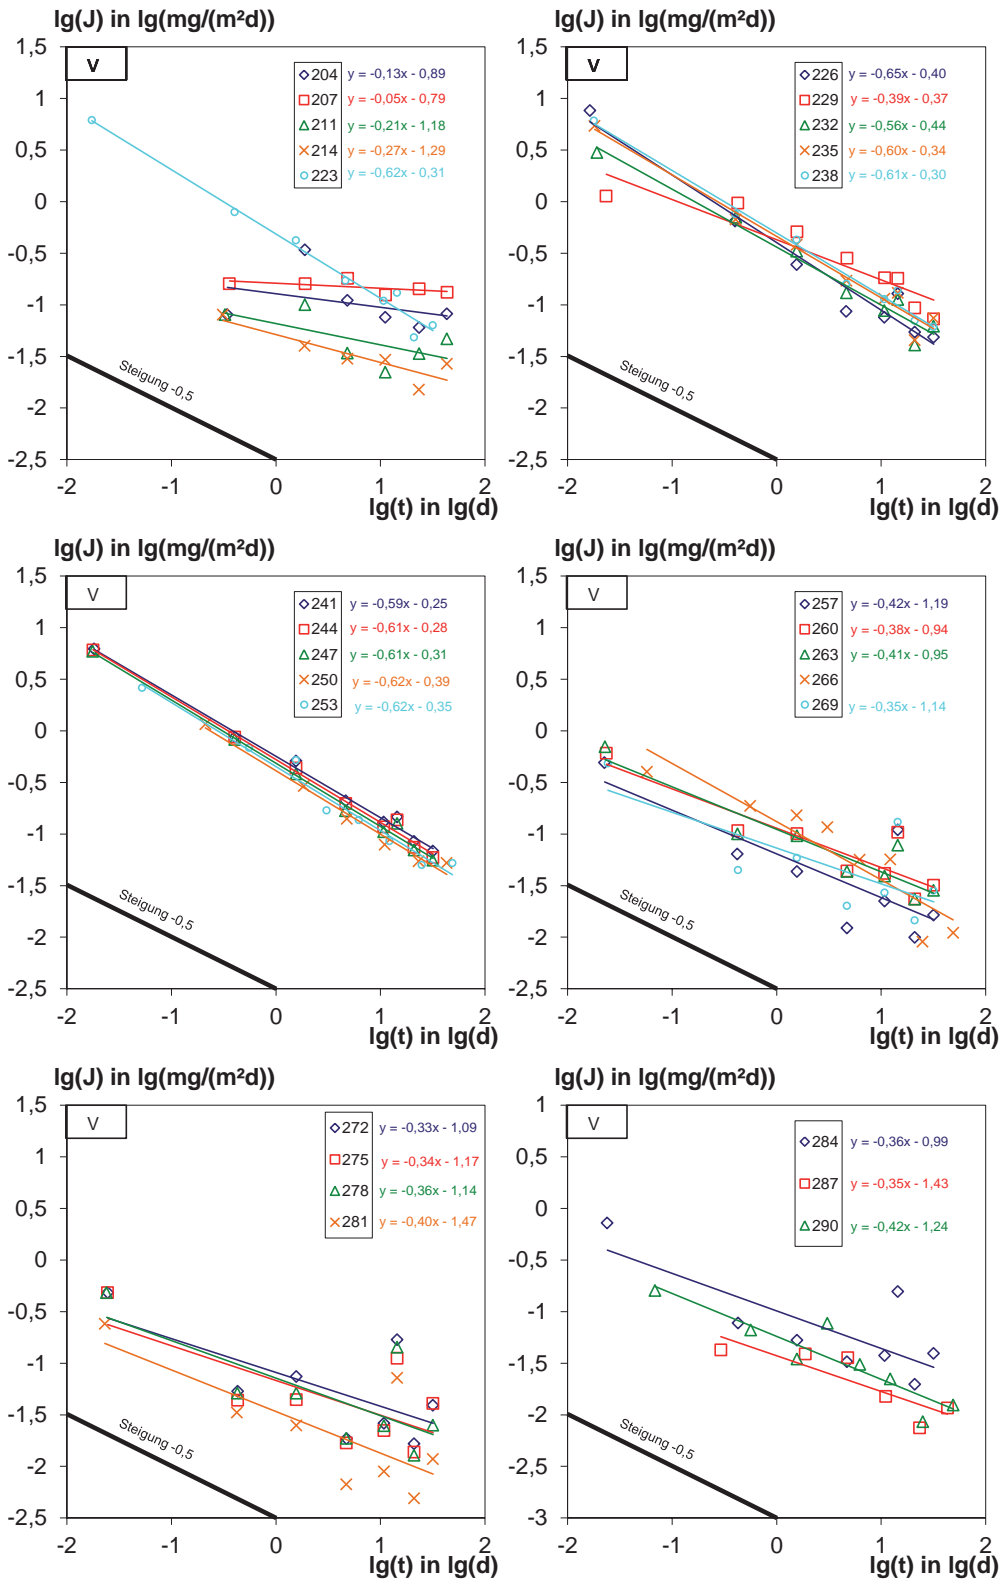 lg(J) in lg(mg/(m²d))
1,5
1
0,5
0
-0,5
-1
-1,5
-2
-2,5
-2 -1 0 1 2
lg(t) in lg(d)
V
204 y = -0,13x - 0,89
207 y = -0,05x - 0,79
211 y = -0,21x - 1,18
214 y = -0,27x - 1,29
223 y = -0,62x - 0,31
Steigung -0,5
lg(J) in lg(mg/(m²d))
1,5
1
0,5
0
-0,5
-1
-1,5
-2
-2,5
-2 -1 0 1 2
lg(t) in lg(d)
V
226 y = -0,65x - 0,40
229 y = -0,39x - 0,37
232 y = -0,56x - 0,44
235 y = -0,60x - 0,34
238 y = -0,61x - 0,30
Steigung -0,5
lg(J) in lg(mg/(m²d))
1,5
1
0,5
0
-0,5
-1
-1,5
-2
-2,5
-2 -1 0 1 2
lg(t) in lg(d)
V
241 y = -0,59x - 0,25
244 y = -0,61x - 0,28
247 y = -0,61x - 0,31
250 y = -0,62x - 0,39
253 y = -0,62x - 0,35
Steigung -0,5
lg(J) in lg(mg/(m²d))
1,5
1
0,5
0
-0,5
-1
-1,5
-2
-2,5
-2 -1 0 1 2
lg(t) in lg(d)
V
257 y = -0,42x - 1,19
260 y = -0,38x - 0,94
263 y = -0,41x - 0,95
266
269 y = -0,35x - 1,14
Steigung -0,5
lg(J) in lg(mg/(m²d))
1,5
1
0,5
0
-0,5
-1
-1,5
-2
-2,5
-2 -1 0 1 2
lg(t) in lg(d)
V
272 y = -0,33x - 1,09
275 y = -0,34x - 1,17
278 y = -0,36x - 1,14
281 y = -0,40x - 1,47
Steigung -0,5
lg(J) in lg(mg/(m²d))
1
0,5
0
-0,5
-1
-1,5
-2
-2,5
-3
-2 -1 0 1 2
lg(t) in lg(d)
V
284 y = -0,36x - 0,99
287 y = -0,35x - 1,43
290 y = -0,42x - 1,24
Steigung -0,5